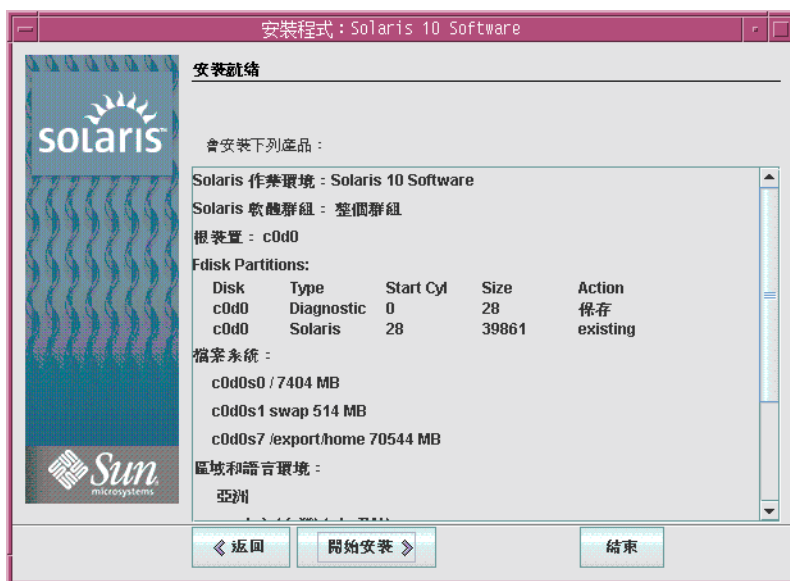 安裝程式：Solaris 10 Software
solaris™
安裝就緒
會安裝下列產品：
Solaris 作業環境：Solaris 10 Software
Solaris 軟體群組： 整個群組
根裝置：c0d0
Fdisk Partitions:
Disk Type Start Cyl Size Action
c0d0 Diagnostic 0 28 保存
c0d0 Solaris 28 39861 existing
檔案系統：
c0d0s0 / 7404 MB
c0d0s1 swap 514 MB
c0d0s7 /export/home 70544 MB
區域和語言環境：
亞洲
Sun
microsystems
返回 開始安裝 結束